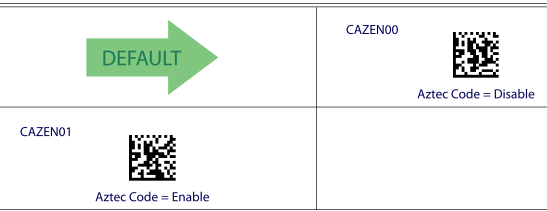 DEFAULT
CAZEN00
Aztec Code = Disable
CAZEN01
Aztec Code = Enable